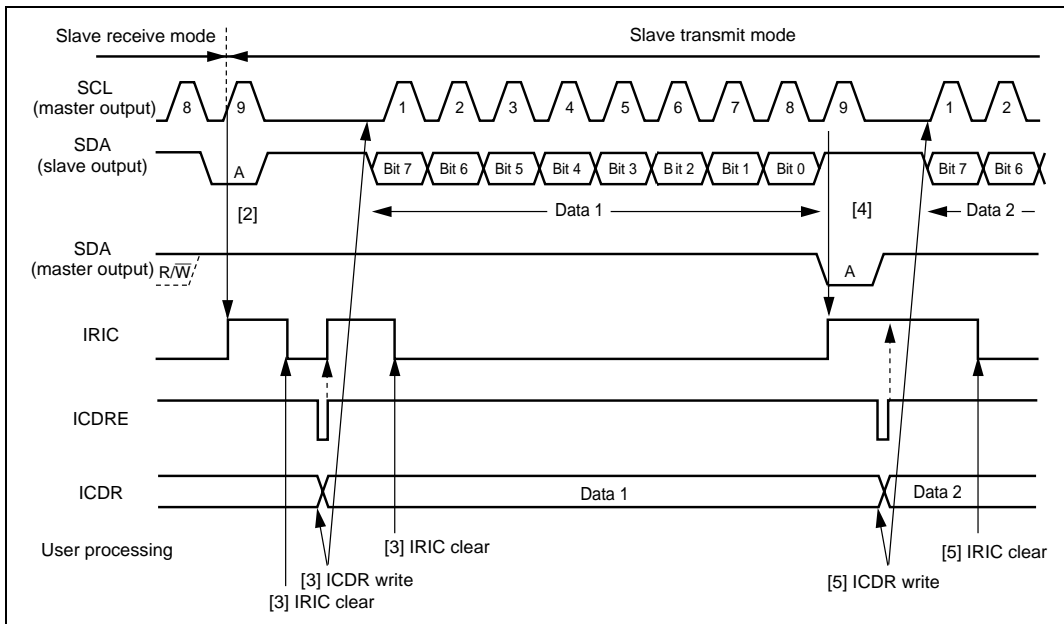 Slave receive mode Slave transmit mode
SCL
(master output) 8 9 1 2 3 4 5 6 7 8 9 1 2
SDA
(slave output) A Bit 7 Bit 6 Bit 5 Bit 4 Bit 3 Bit 2 Bit 1 Bit 0 Bit 7 Bit 6
[2] Data 1 [4] Data 2
SDA
(master output) R/W̅ A
IRIC
ICDRE
ICDR Data 1 Data 2
User processing
[3] IRIC clear [5] IRIC clear
[3] ICDR write [5] ICDR write
[3] IRIC clear